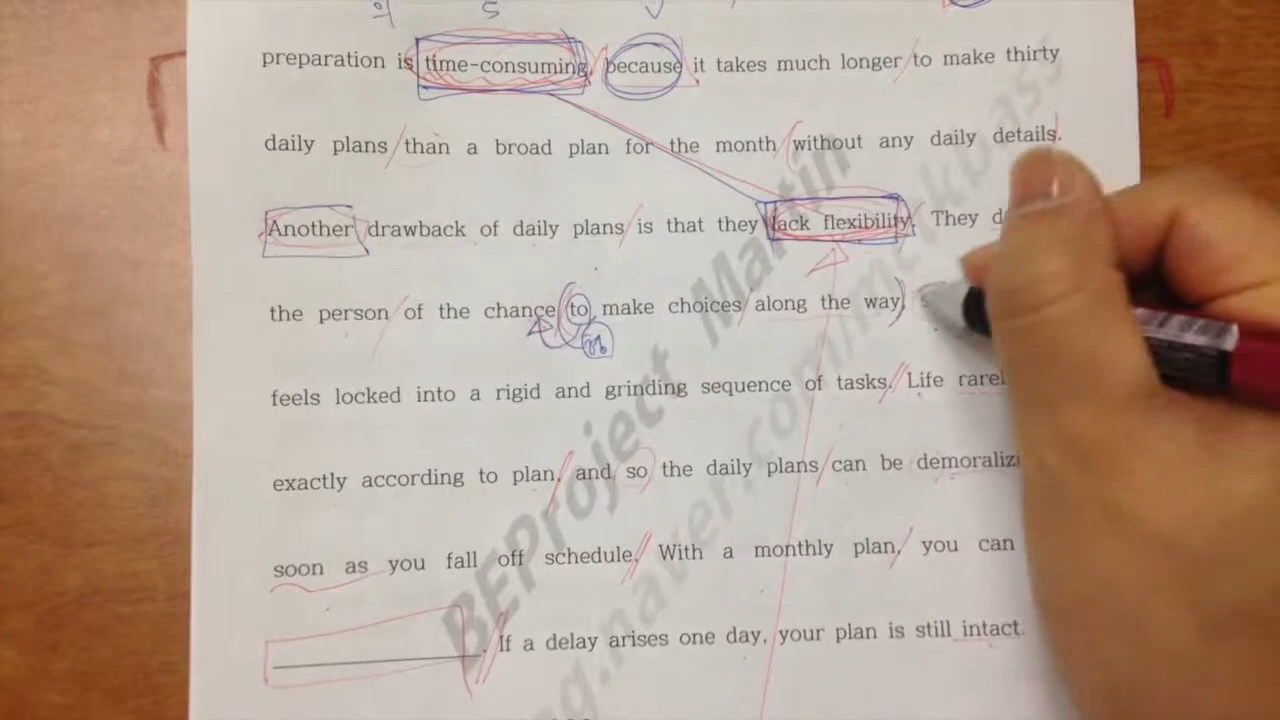 preparation is time-consuming, because it takes much longer to make thirty
daily plans than a broad plan for the month without any daily details.
Another drawback of daily plans is that they lack flexibility. They
the person of the chance to make choices along the way,
feels locked into a rigid and grinding sequence of tasks. Life
exactly according to plan, and so the daily plans can be
soon as you fall off schedule. With a monthly plan, you can
If a delay arises one day, your plan is still intact.
BEProject Martin